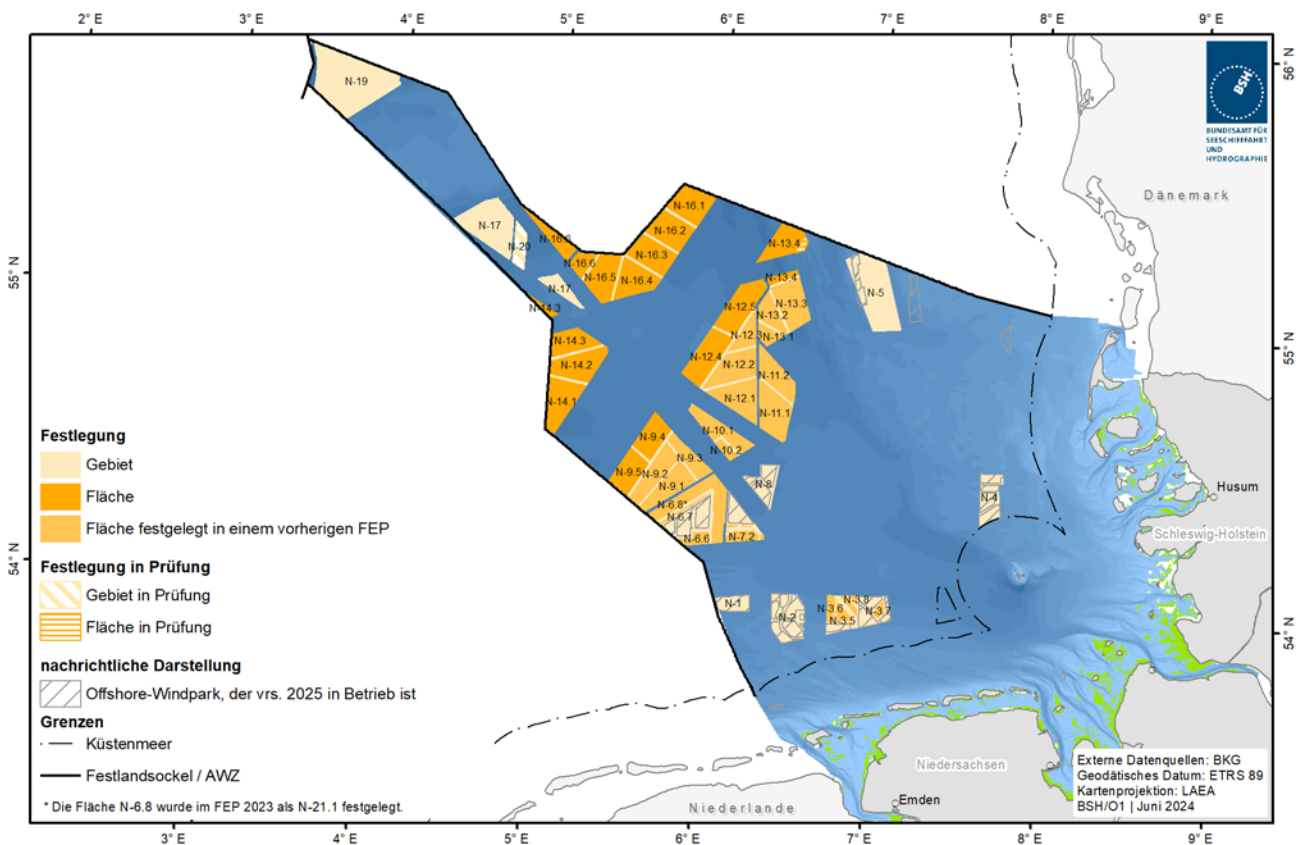 2° E 3° E 4° E 5° E 6° E 7° E 8° E 9° E
56° N
N-19
BSH
BUNDESAMT FÜR
SEESCHIFFFAHRT
UND
HYDROGRAPHIE
Dänemark
N-16.1
N-17
N-16.2
N-20
N-16.6
N-16.3
N-13.4
55° N
N-16.5
N-16.4
N-13.4
N-17
N-5
N-14.3
N-12.5
N-13.3
N-13.2
N-14.3
N-12.3
N-13.1
55° N
N-14.2
N-12.4
N-12.2
N-11.2
N-14.1
N-12.1
N-11.1
N-10.1
N-9.4
N-10.2
N-9.3
N-9.5
N-9.2
N-9.1
N-8
N-4
Husum
N-6.8*
N-6.7
N-6.6
N-7.2
Schleswig-Holstein
54° N
N-1
N-2
N-3.8
N-3.6
N-3.7
N-3.5
54° N
Festlegung
Gebiet
Fläche
Fläche festgelegt in einem vorherigen FEP
Festlegung in Prüfung
Gebiet in Prüfung
Fläche in Prüfung
nachrichtliche Darstellung
Offshore-Windpark, der vrs. 2025 in Betrieb ist
Grenzen
Küstenmeer
Festlandsockel / AWZ
* Die Fläche N-6.8 wurde im FEP 2023 als N-21.1 festgelegt.
Niederlande
Niedersachsen
Emden
Externe Datenquellen: BKG
Geodätisches Datum: ETRS 89
Kartenprojektion: LAEA
BSH/O1 | Juni 2024
3° E 4° E 5° E 6° E 7° E 8° E 9° E